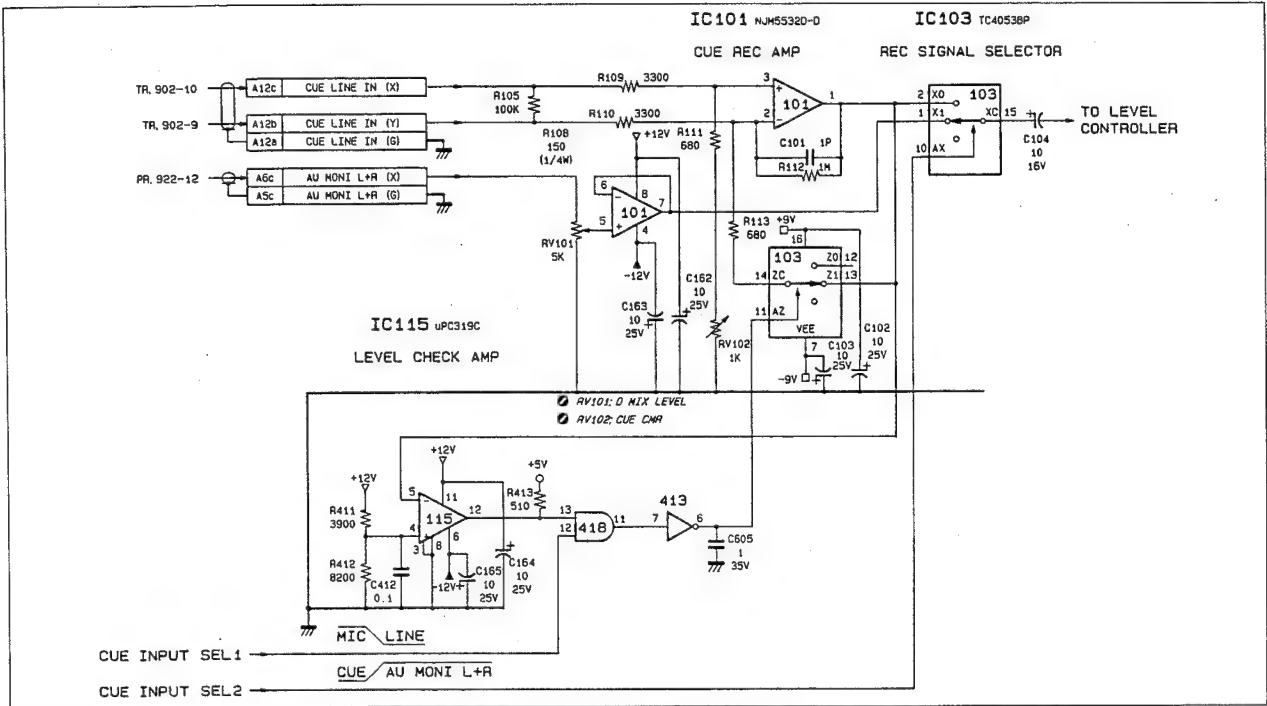 IC101 NJM5532D-D
CUE REC AMP
IC103 TC4053BP
REC SIGNAL SELECTOR
TR. 902-10
A12c CUE LINE IN (X)
TR. 902-9
A12b CUE LINE IN (Y)
A12a CUE LINE IN (G)
PR. 922-12
A6c AU MONI L+R (X)
A5c AU MONI L+R (G)
R105
100K
R109 3300
R110 3300
R108
150
(1/4W)
+12V
R111
680
3
+
2
-
101
1
C101 1P
R112 1M
2 X0
1 X1
10 AX
103
XC 15
+
C104
10
16V
TO LEVEL
CONTROLLER
6
-
5
+
101
8
7
4
-12V
RV101
5K
C163
10
25V
+
C162
10
25V
+
RV102
1K
R113
680
+9V
16
103
14 ZC
Z0 12
Z1 13
11 AZ
VEE
7
-9V
C103
10
25V
+
C102
10
25V
+
IC115 uPC319C
LEVEL CHECK AMP
RV101; D MIX LEVEL
RV102; CUE CMR
+12V
R411
3900
R412
8200
C412
0.1
+12V
5
-
4
+
115
11
12
3
8
6
-12V
C165
10
25V
+
C164
10
25V
+
+5V
R413
510
13
12
418
11
413
7
6
C605
1
35V
MIC LINE
CUE INPUT SEL1
CUE AU MONI L+R
CUE INPUT SEL2